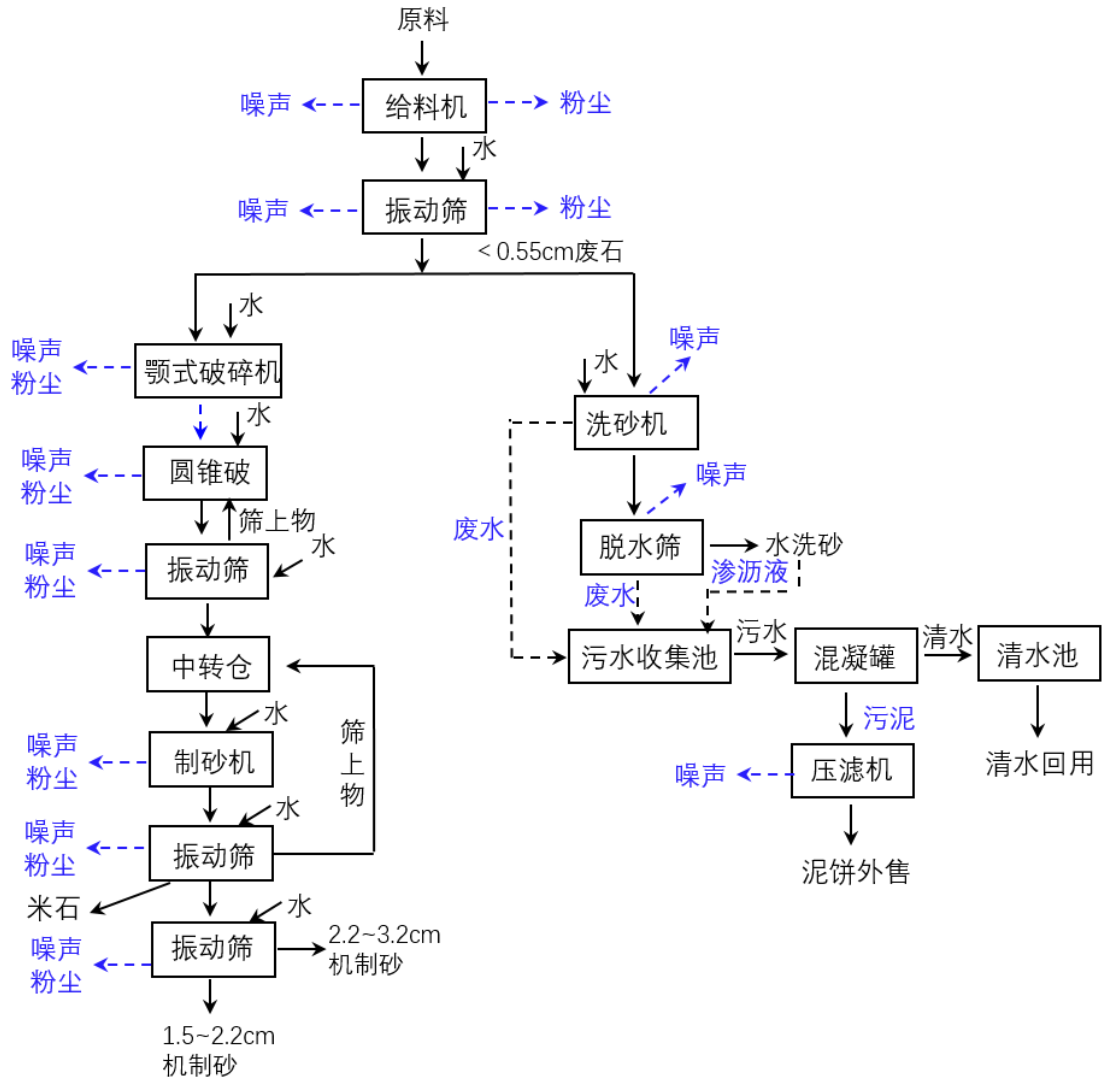 原料
噪声
给料机
粉尘
水
噪声
振动筛
粉尘
< 0.55cm废石
水
噪声
粉尘
颚式破碎机
水
噪声
水
洗砂机
噪声
粉尘
圆锥破
筛上物
水
噪声
粉尘
振动筛
废水
噪声
脱水筛
水洗砂
渗沥液
废水
中转仓
污水收集池
污水
混凝罐
清水
清水池
水
噪声
粉尘
制砂机
筛上物
污泥
噪声
压滤机
清水回用
水
噪声
粉尘
振动筛
泥饼外售
米石
水
噪声
粉尘
振动筛
2.2~3.2cm
机制砂
1.5~2.2cm
机制砂